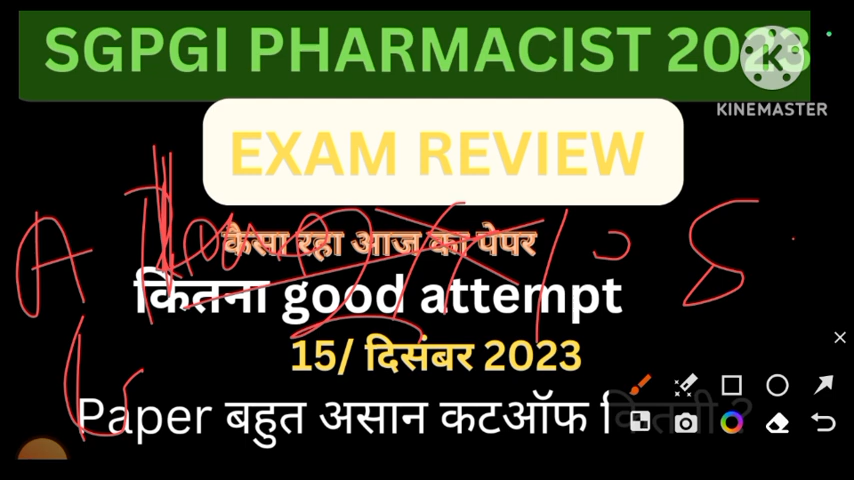 SGPGI PHARMACIST 2023
KINEMASTER
EXAM REVIEW
कैसा रहा आज का पेपर
कितना good attempt
15/ दिसंबर 2023
Paper बहुत असान कटऑफ कितनी ?